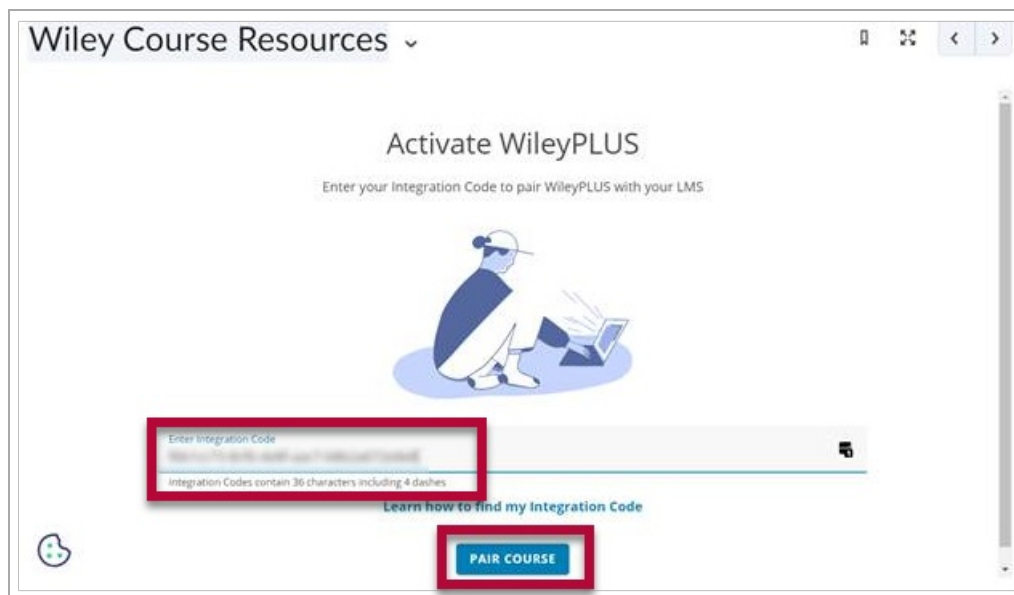 Wiley Course Resources
Activate WileyPLUS
Enter your Integration Code to pair WileyPLUS with your LMS
Enter Integration Code
Integration Codes contain 36 characters including 4 dashes
Learn how to find my Integration Code
PAIR COURSE